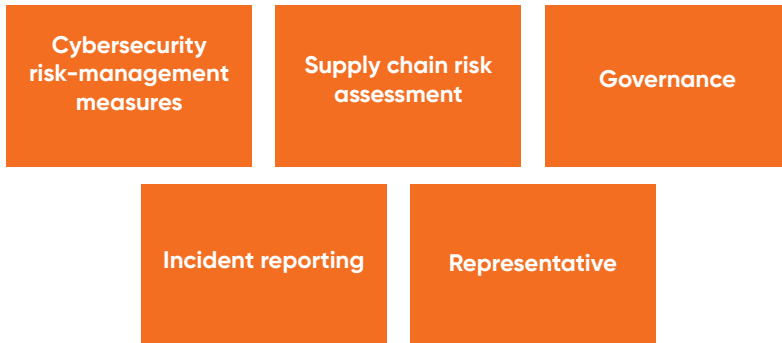 Cybersecurity
risk-management
measures
Supply chain risk
assessment
Governance
Incident reporting
Representative